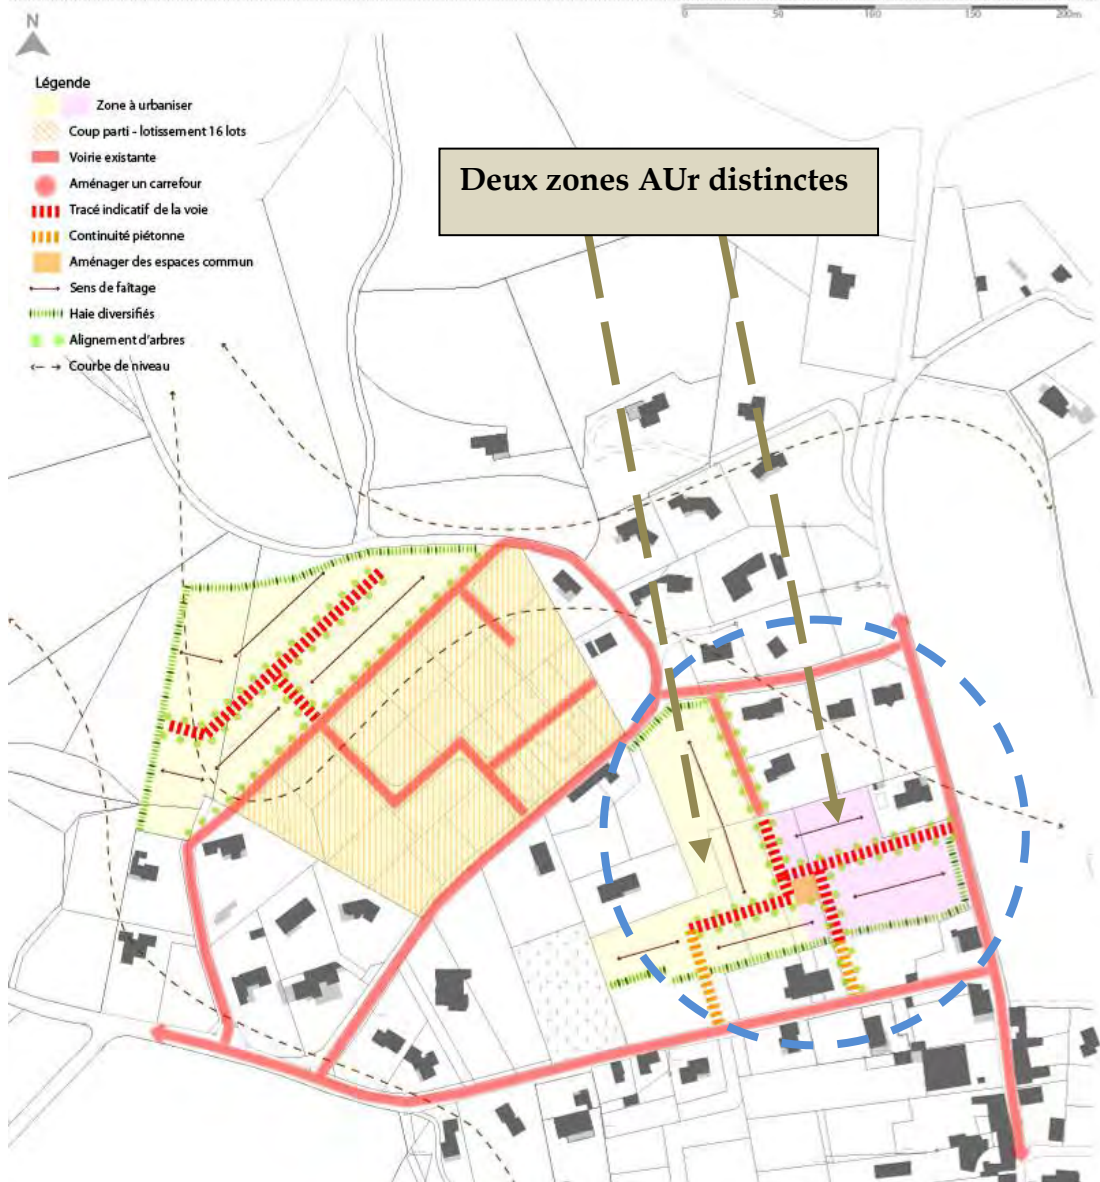 0 50 100 150 200m
N
Légende
Zone à urbaniser
Coup parti - lotissement 16 lots
Voirie existante
Aménager un carrefour
Tracé indicatif de la voie
Continuité piétonne
Aménager des espaces commun
Sens de faîtage
Haie diversifiés
Alignement d'arbres
Courbe de niveau
Deux zones AUr distinctes